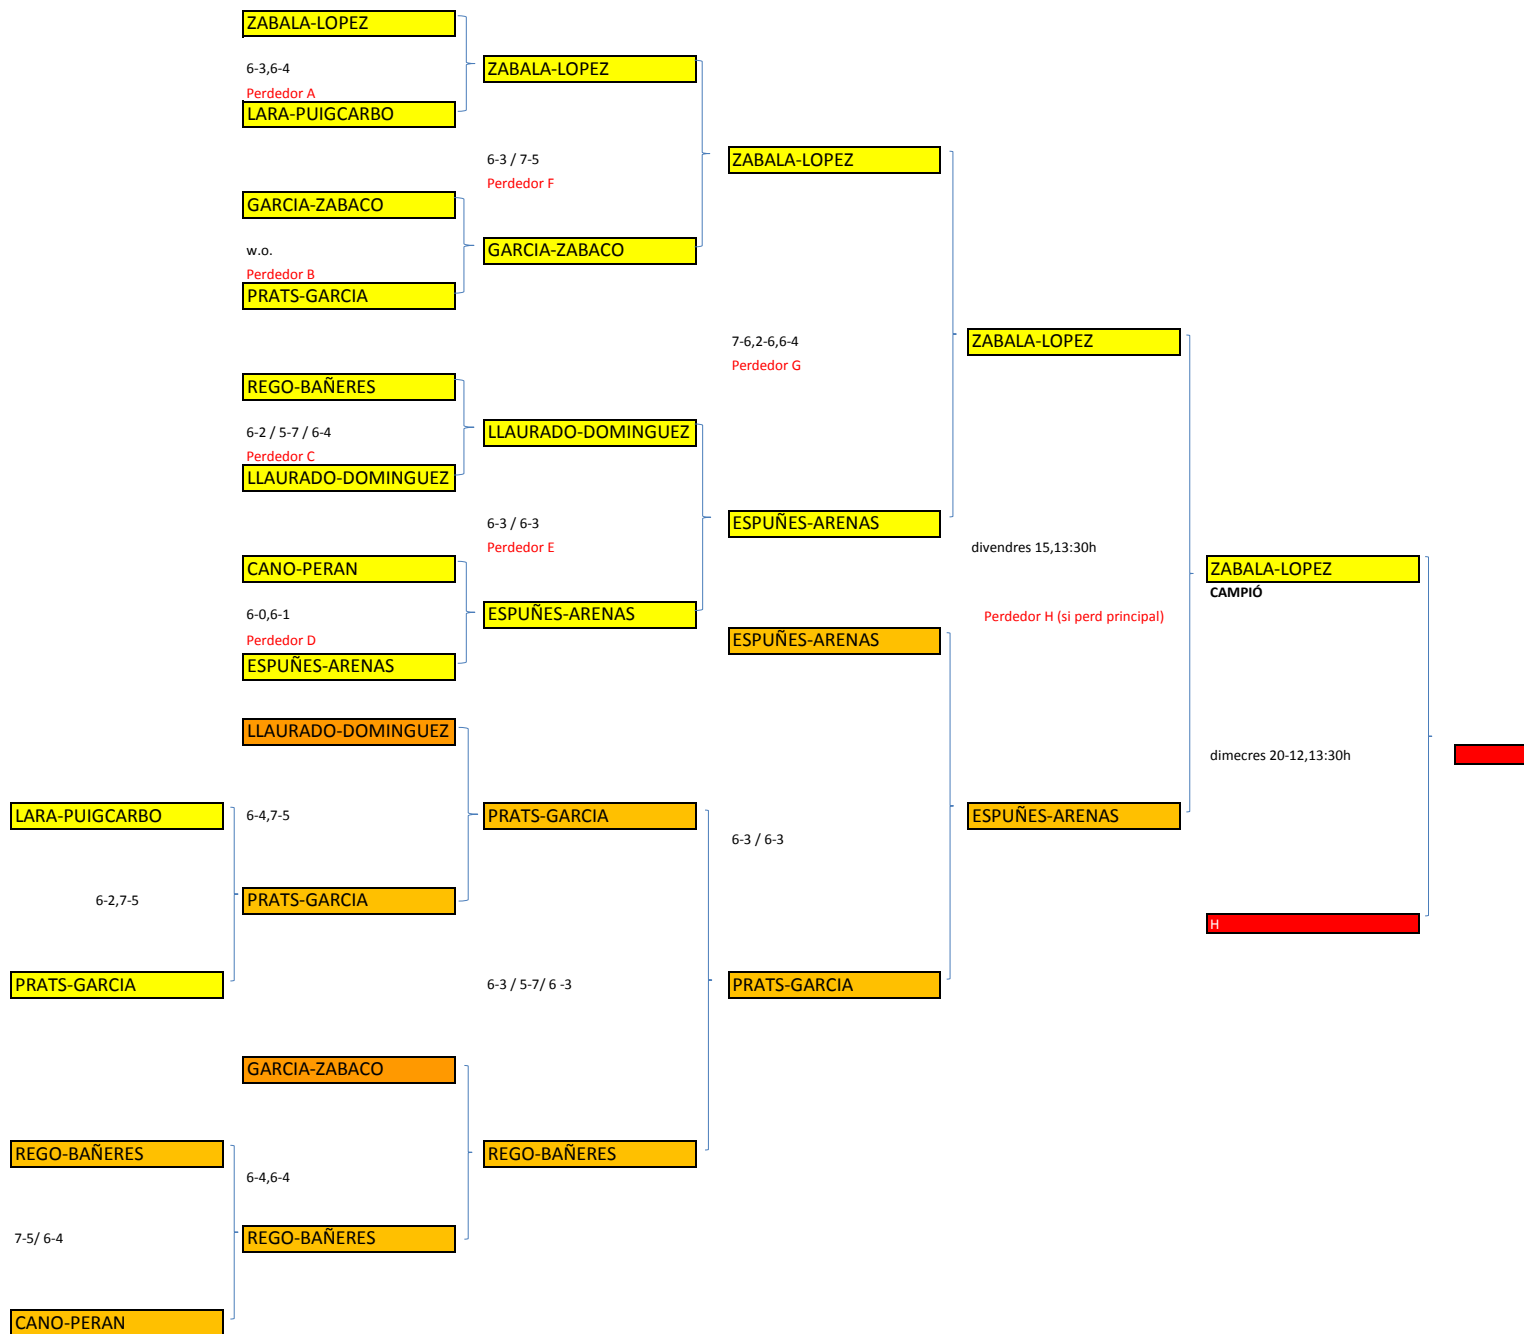 ZABALA-LOPEZ
6-3,6-4
Perdedor A
LARA-PUIGCARBO
ZABALA-LOPEZ
6-3 / 7-5
Perdedor F
GARCIA-ZABACO
w.o.
Perdedor B
PRATS-GARCIA
GARCIA-ZABACO
ZABALA-LOPEZ
7-6,2-6,6-4
Perdedor G
ZABALA-LOPEZ
REGO-BAÑERES
6-2 / 5-7 / 6-4
Perdedor C
LLAURADO-DOMINGUEZ
LLAURADO-DOMINGUEZ
6-3 / 6-3
Perdedor E
ESPUÑES-ARENAS
divendres 15,13:30h
CANO-PERAN
6-0,6-1
Perdedor D
ESPUÑES-ARENAS
ESPUÑES-ARENAS
ESPUÑES-ARENAS
Perdedor H (si perd principal)
ZABALA-LOPEZ
CAMPIÓ
LLAURADO-DOMINGUEZ
dimecres 20-12,13:30h
LARA-PUIGCARBO
6-4,7-5
PRATS-GARCIA
6-3 / 6-3
ESPUÑES-ARENAS
6-2,7-5
PRATS-GARCIA
H
PRATS-GARCIA
6-3 / 5-7/ 6 -3
PRATS-GARCIA
GARCIA-ZABACO
REGO-BAÑERES
6-4,6-4
REGO-BAÑERES
7-5/ 6-4
REGO-BAÑERES
CANO-PERAN